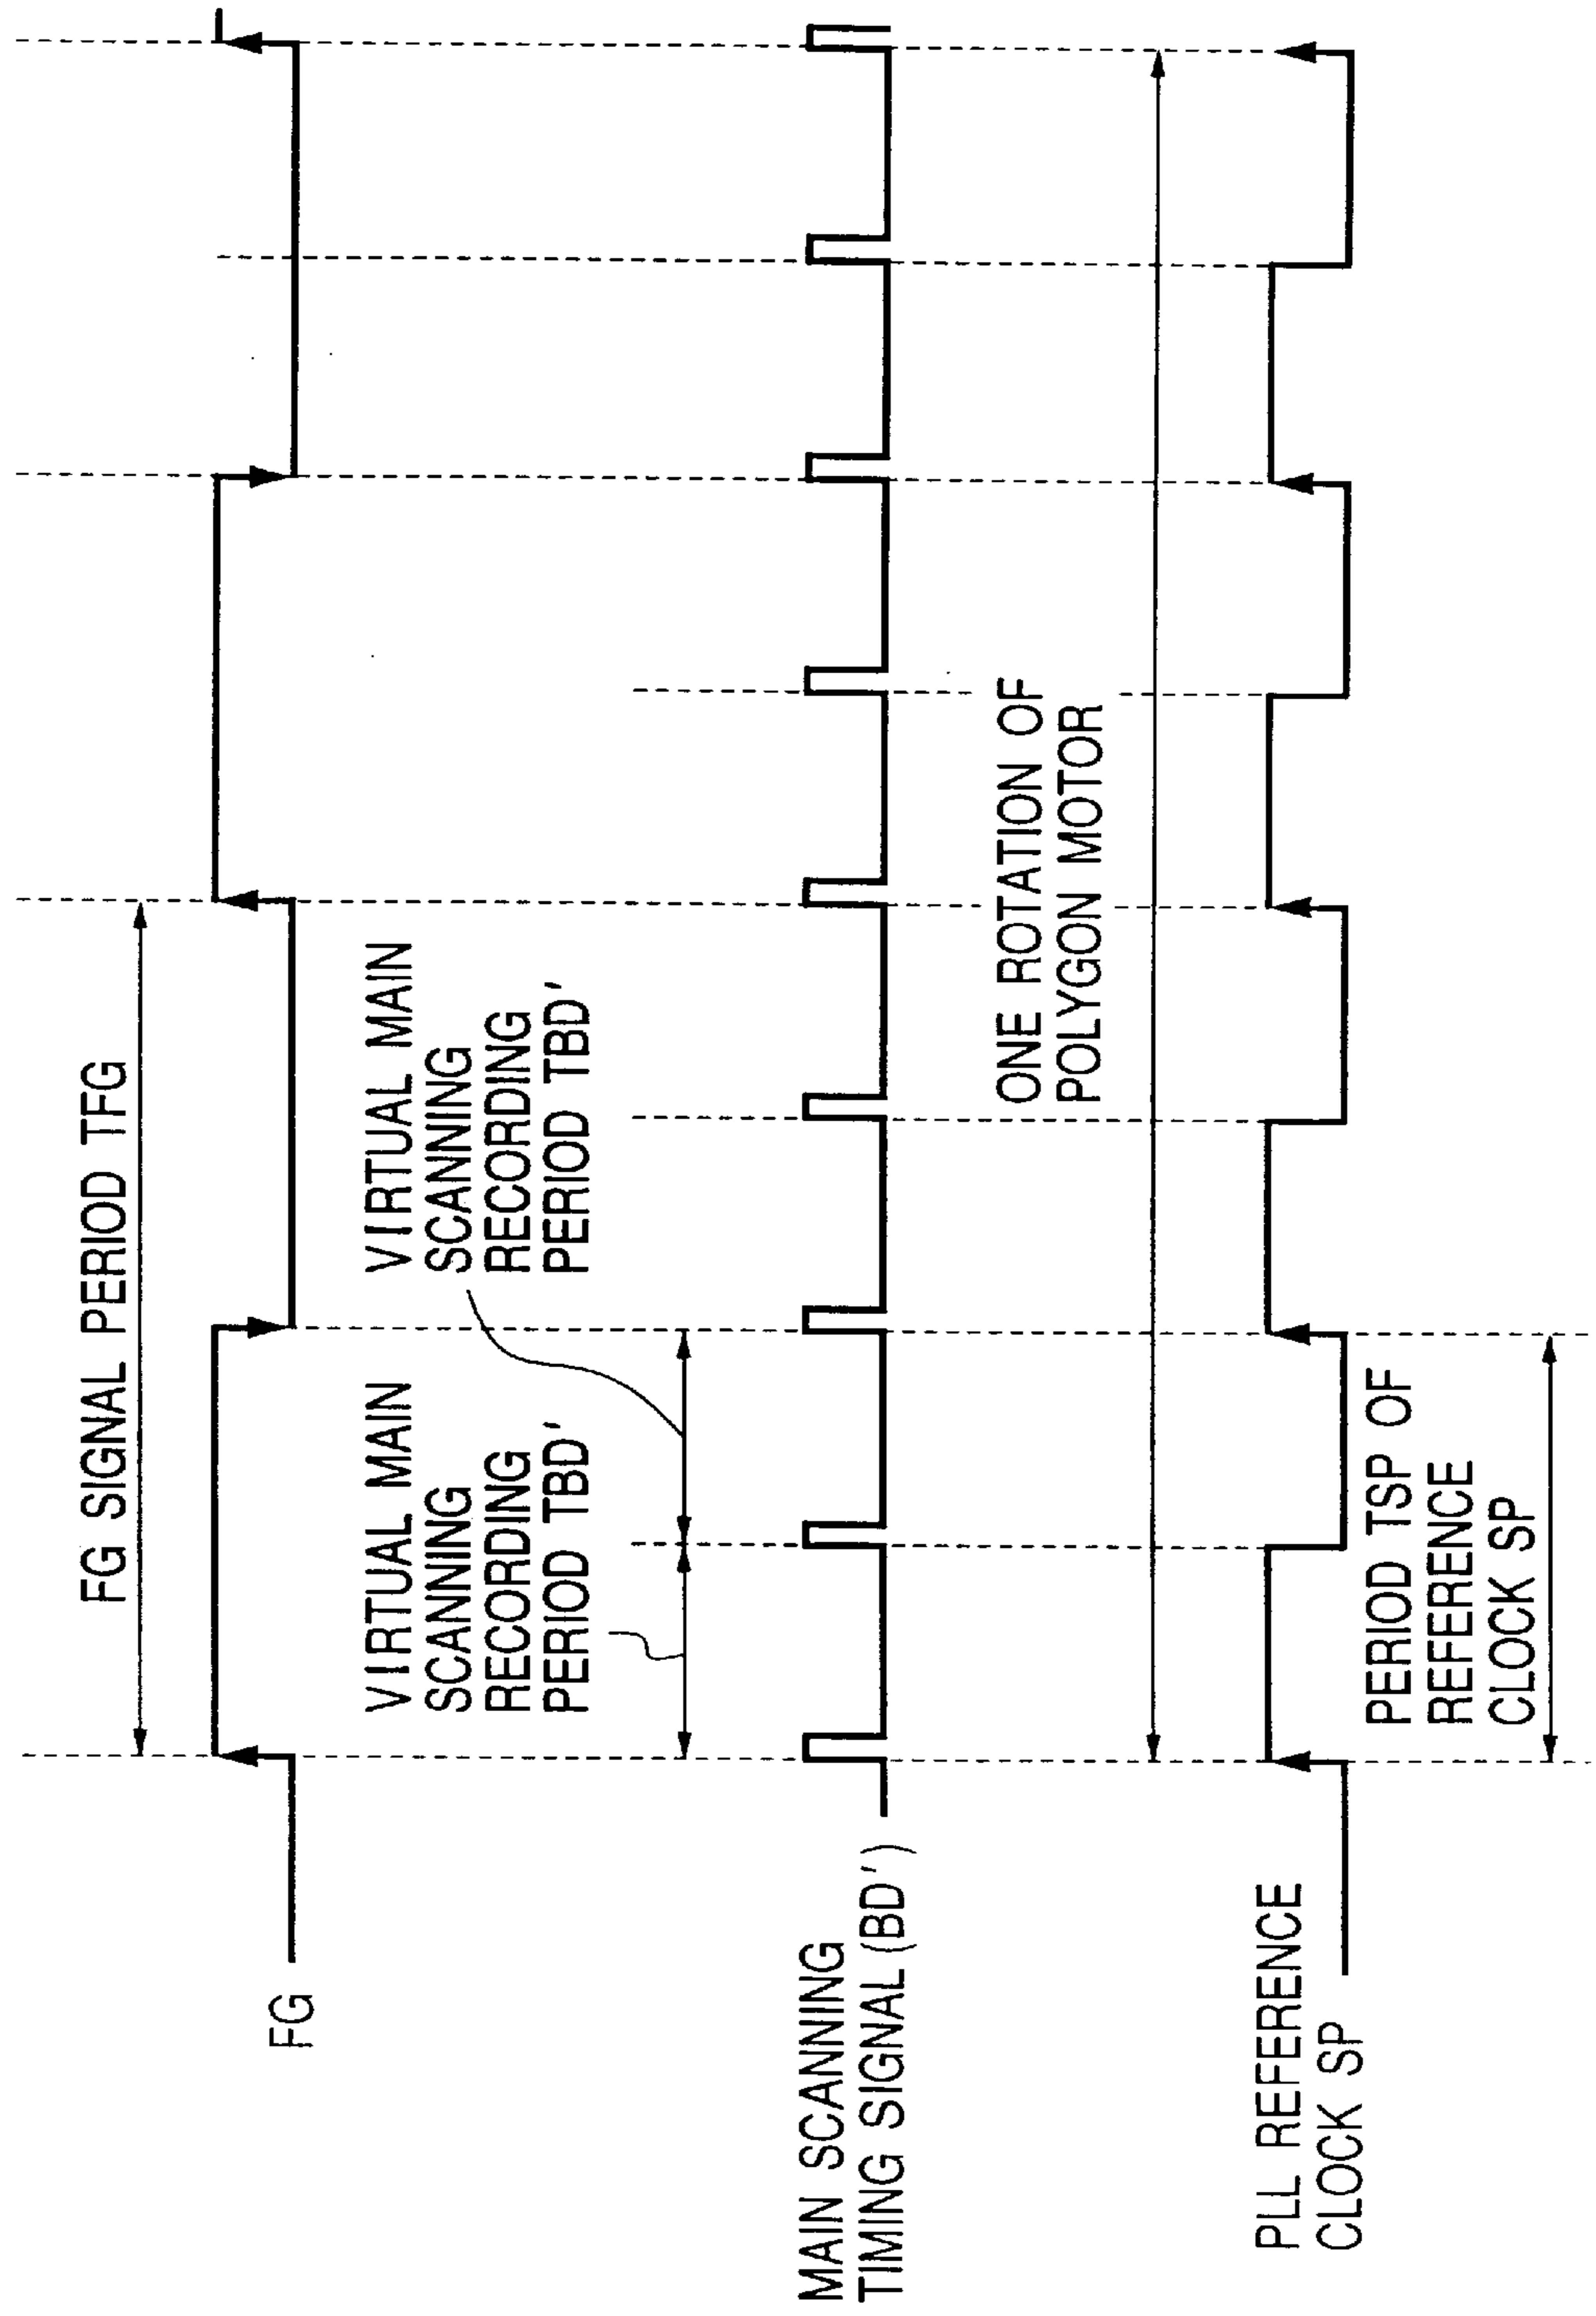 FG SIGNAL PERIOD TFG
FG
VIRTUAL MAIN
SCANNING
RECORDING
PERIOD TBD'
VIRTUAL MAIN
SCANNING
RECORDING
PERIOD TBD'
MAIN SCANNING
TIMING SIGNAL (BD')
ONE ROTATION OF
POLYGON MOTOR
PLL REFERENCE
CLOCK SP
PERIOD TSP OF
REFERENCE
CLOCK SP